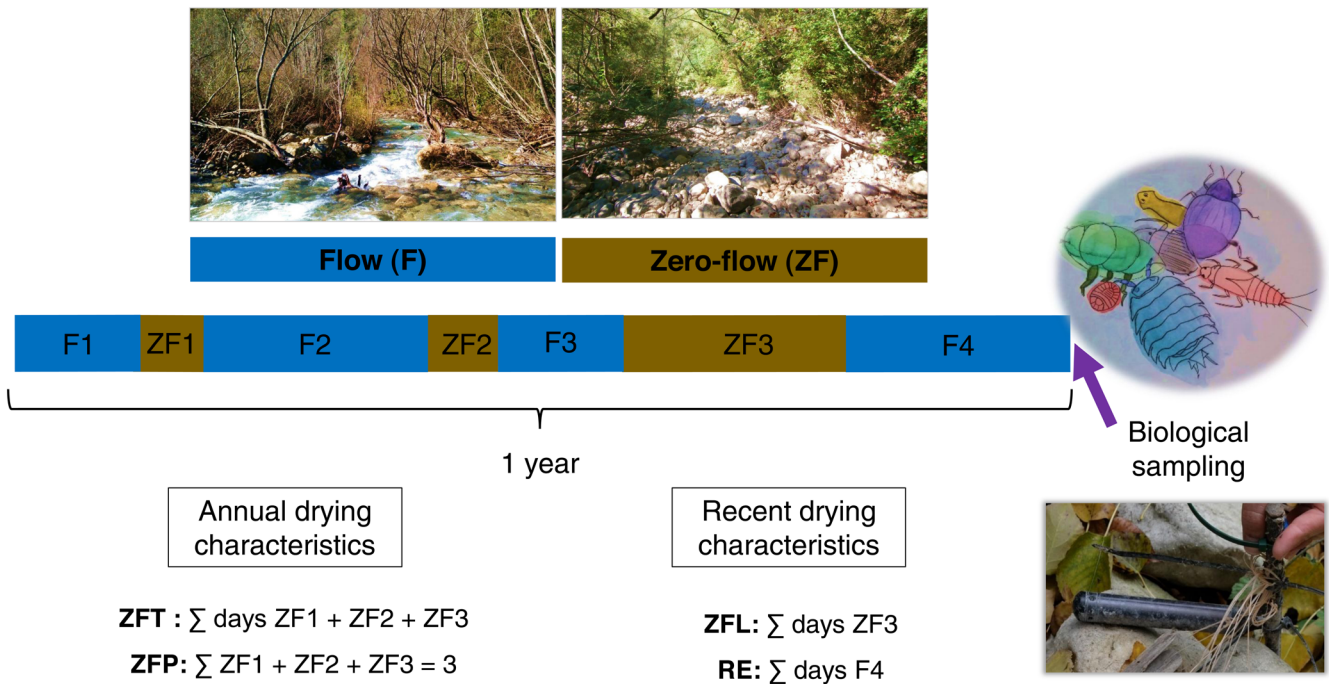 Flow (F)
Zero-flow (ZF)
F1
ZF1
F2
ZF2
F3
ZF3
F4
1 year
Biological
sampling
Annual drying
characteristics
Recent drying
characteristics
ZFT : ∑ days ZF1 + ZF2 + ZF3
ZFP: ∑ ZF1 + ZF2 + ZF3 = 3
ZFL: ∑ days ZF3
RE: ∑ days F4